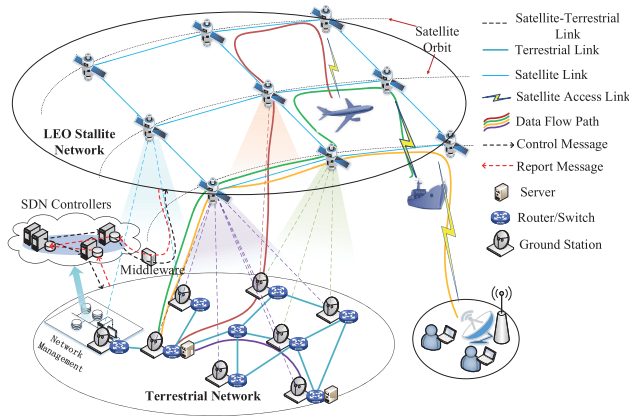 Satellite
Orbit
LEO Stallite
Network
SDN Controllers
Middleware
Network
Management
Terrestrial Network
Satellite-Terrestrial
Link
Terrestrial Link
Satellite Link
Satellite Access Link
Data Flow Path
Control Message
Report Message
Server
Router/Switch
Ground Station